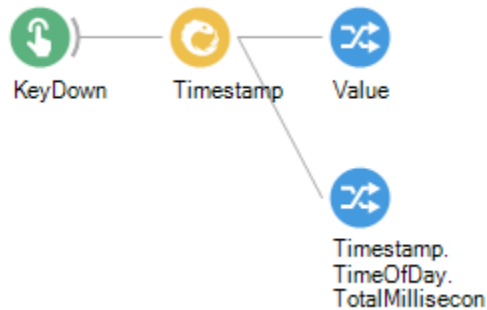 KeyDown
Timestamp
Value
Timestamp.
TimeOfDay.
TotalMillisecon